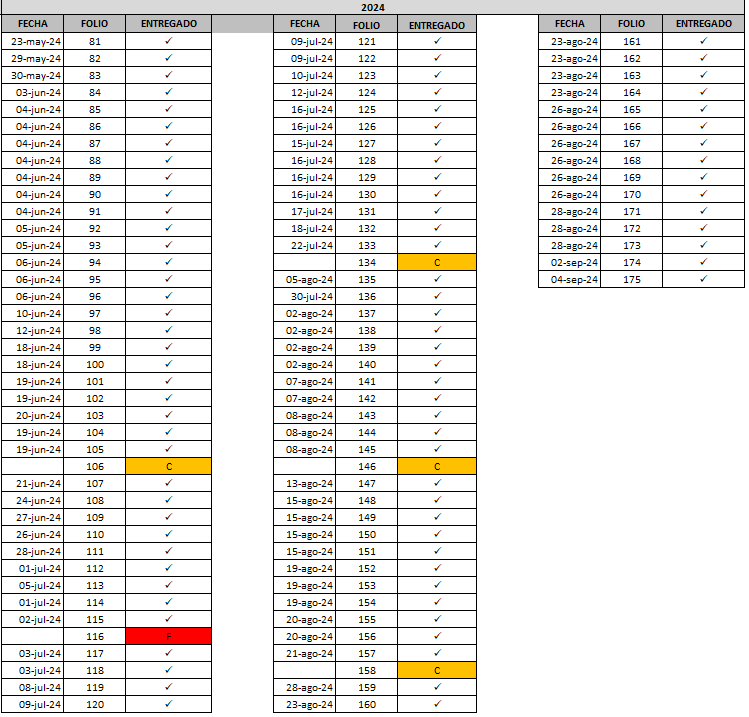 2024
FECHA FOLIO ENTREGADO
23-may-24 81 ✓
29-may-24 82 ✓
30-may-24 83 ✓
03-jun-24 84 ✓
04-jun-24 85 ✓
04-jun-24 86 ✓
04-jun-24 87 ✓
04-jun-24 88 ✓
04-jun-24 89 ✓
04-jun-24 90 ✓
04-jun-24 91 ✓
05-jun-24 92 ✓
05-jun-24 93 ✓
06-jun-24 94 ✓
06-jun-24 95 ✓
06-jun-24 96 ✓
10-jun-24 97 ✓
12-jun-24 98 ✓
18-jun-24 99 ✓
18-jun-24 100 ✓
19-jun-24 101 ✓
19-jun-24 102 ✓
20-jun-24 103 ✓
19-jun-24 104 ✓
19-jun-24 105 ✓
106 C
21-jun-24 107 ✓
24-jun-24 108 ✓
27-jun-24 109 ✓
26-jun-24 110 ✓
28-jun-24 111 ✓
01-jul-24 112 ✓
05-jul-24 113 ✓
01-jul-24 114 ✓
02-jul-24 115 ✓
116 F
03-jul-24 117 ✓
03-jul-24 118 ✓
08-jul-24 119 ✓
09-jul-24 120 ✓
FECHA FOLIO ENTREGADO
09-jul-24 121 ✓
09-jul-24 122 ✓
10-jul-24 123 ✓
12-jul-24 124 ✓
16-jul-24 125 ✓
16-jul-24 126 ✓
15-jul-24 127 ✓
16-jul-24 128 ✓
16-jul-24 129 ✓
16-jul-24 130 ✓
17-jul-24 131 ✓
18-jul-24 132 ✓
22-jul-24 133 ✓
134 C
05-ago-24 135 ✓
30-jul-24 136 ✓
02-ago-24 137 ✓
02-ago-24 138 ✓
02-ago-24 139 ✓
02-ago-24 140 ✓
07-ago-24 141 ✓
07-ago-24 142 ✓
08-ago-24 143 ✓
08-ago-24 144 ✓
08-ago-24 145 ✓
146 C
13-ago-24 147 ✓
15-ago-24 148 ✓
15-ago-24 149 ✓
15-ago-24 150 ✓
15-ago-24 151 ✓
19-ago-24 152 ✓
19-ago-24 153 ✓
19-ago-24 154 ✓
20-ago-24 155 ✓
20-ago-24 156 ✓
21-ago-24 157 ✓
158 C
28-ago-24 159 ✓
23-ago-24 160 ✓
FECHA FOLIO ENTREGADO
23-ago-24 161 ✓
23-ago-24 162 ✓
23-ago-24 163 ✓
23-ago-24 164 ✓
26-ago-24 165 ✓
26-ago-24 166 ✓
26-ago-24 167 ✓
26-ago-24 168 ✓
26-ago-24 169 ✓
26-ago-24 170 ✓
28-ago-24 171 ✓
28-ago-24 172 ✓
28-ago-24 173 ✓
02-sep-24 174 ✓
04-sep-24 175 ✓